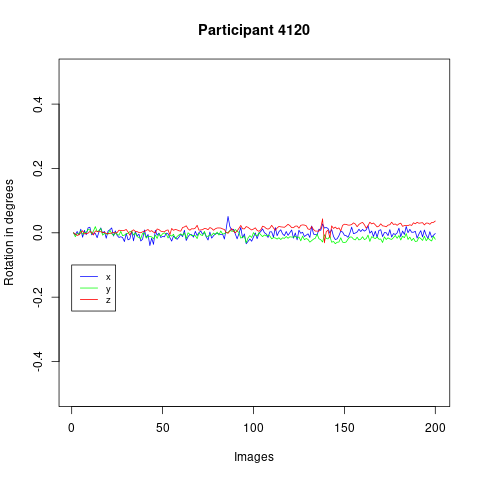 Participant 4120
Rotation in degrees
0.4
0.2
0.0
-0.2
-0.4
x
y
z
0 50 100 150 200
Images